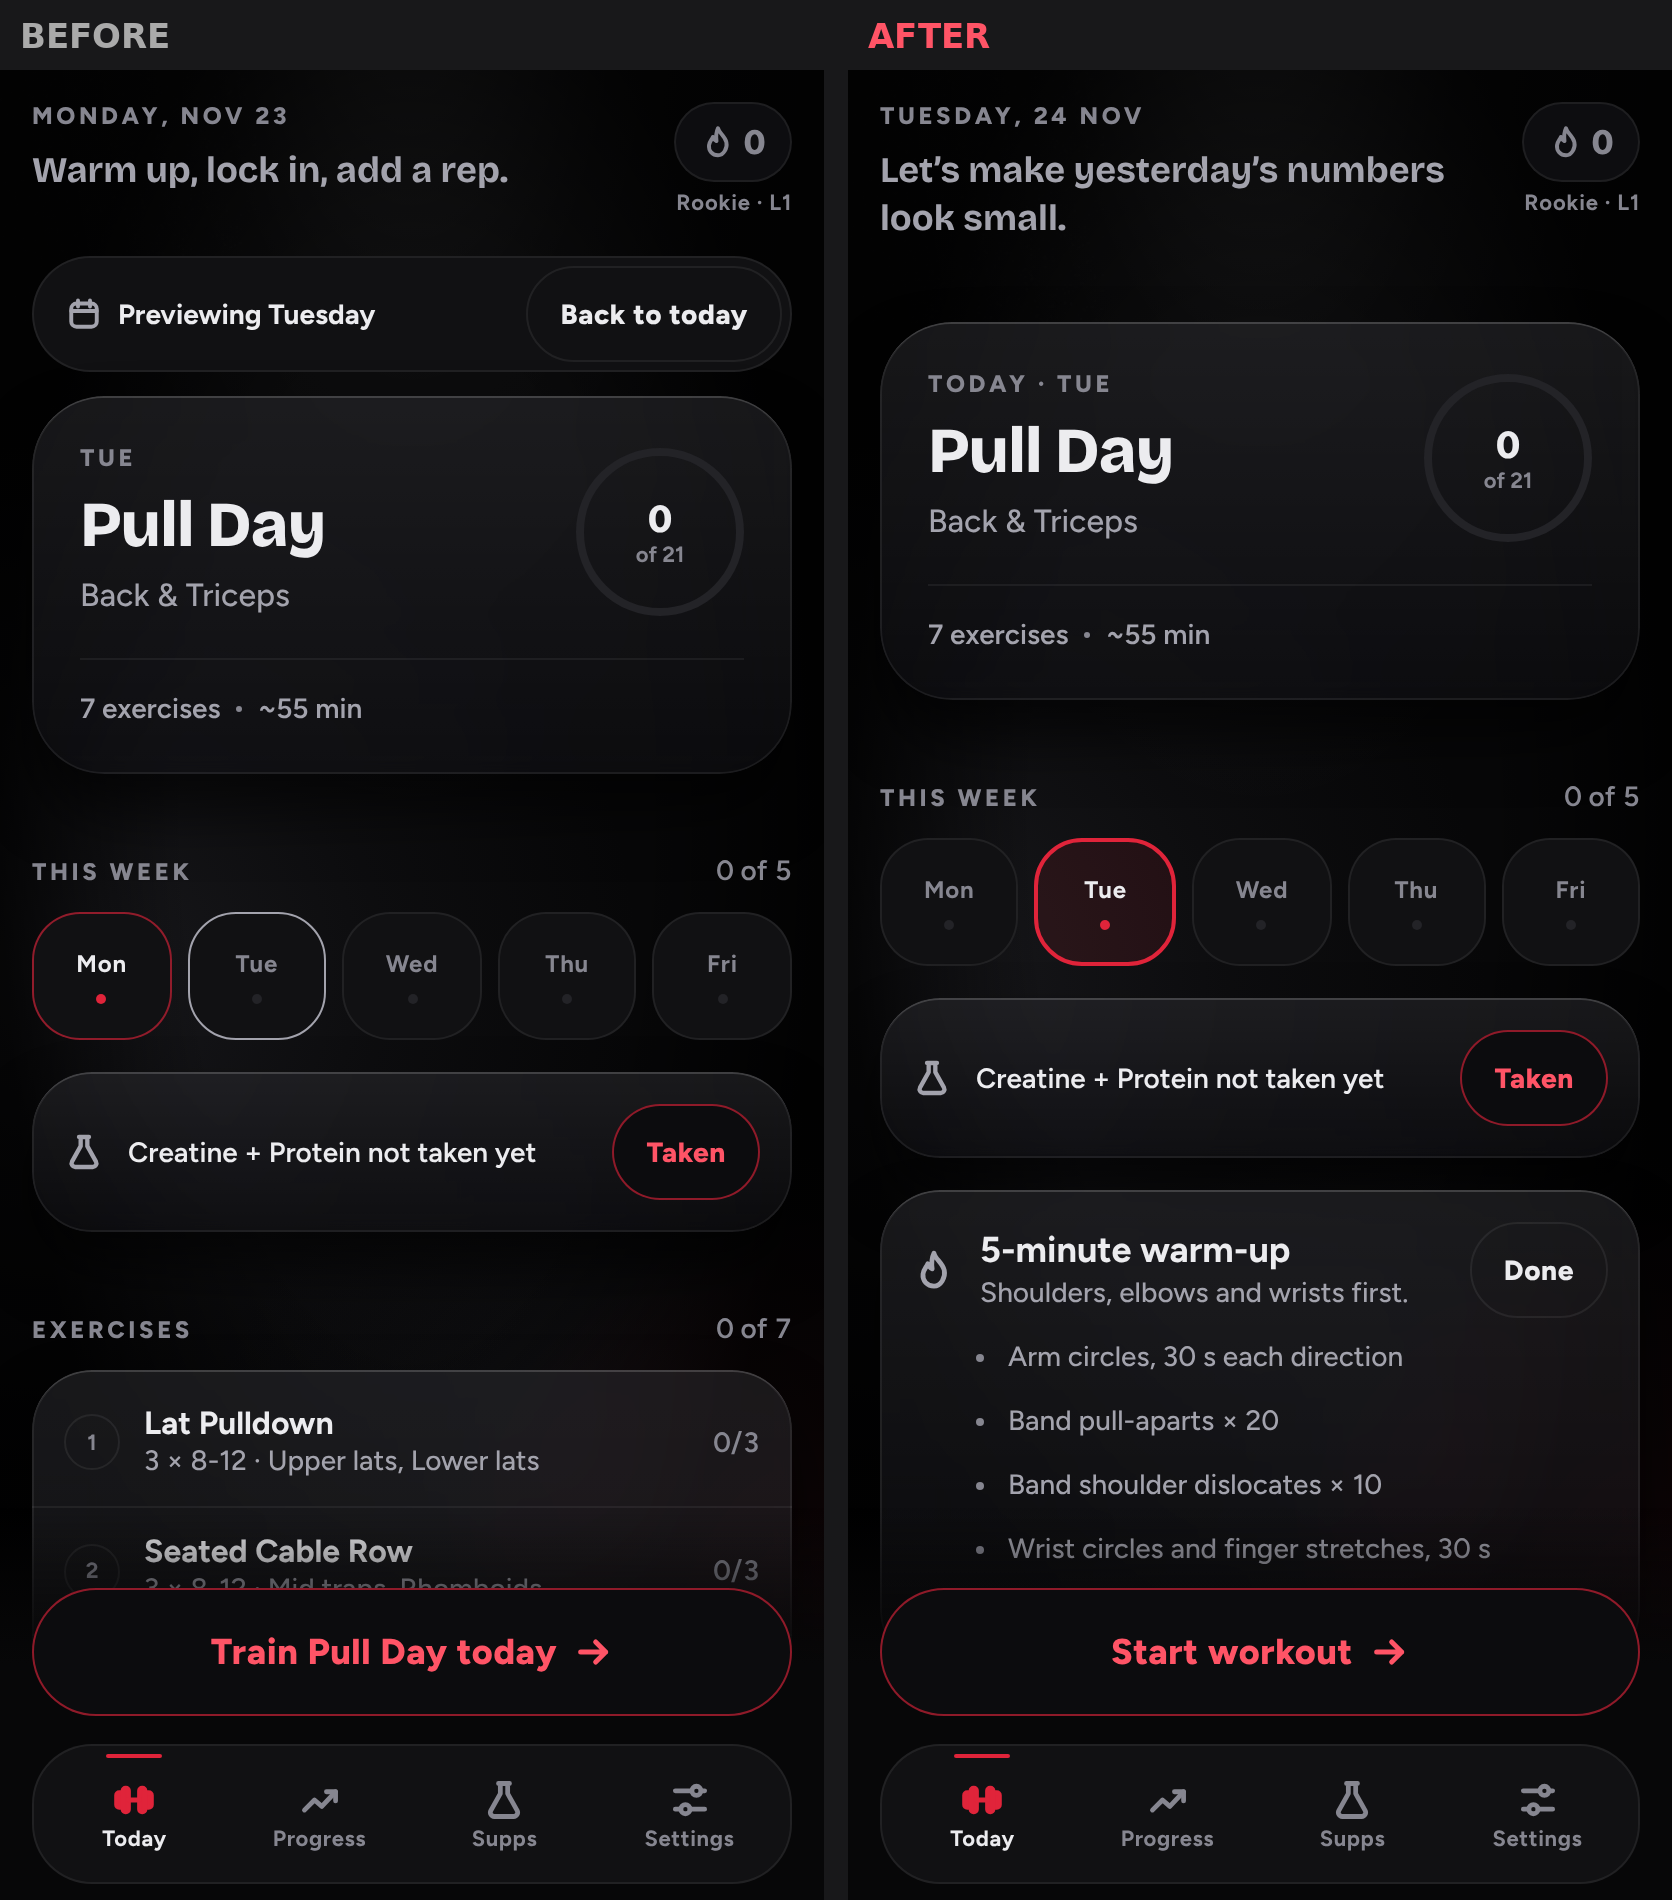 BEFORE
MONDAY, NOV 23
0
Warm up, lock in, add a rep.
Rookie · L1
Previewing Tuesday
Back to today
TUE
Pull Day
Back & Triceps
0
of 21
7 exercises • ~55 min
THIS WEEK
0 of 5
Mon
Tue
Wed
Thu
Fri
Creatine + Protein not taken yet
Taken
EXERCISES
0 of 7
1
Lat Pulldown
3 × 8-12 · Upper lats, Lower lats
0/3
2
Seated Cable Row
3 × 8-12 · Mid traps, Rhomboids
0/3
Train Pull Day today →
Today
Progress
Supps
Settings
AFTER
TUESDAY, 24 NOV
0
Let's make yesterday's numbers
look small.
Rookie · L1
TODAY · TUE
Pull Day
Back & Triceps
0
of 21
7 exercises • ~55 min
THIS WEEK
0 of 5
Mon
Tue
Wed
Thu
Fri
Creatine + Protein not taken yet
Taken
5-minute warm-up
Shoulders, elbows and wrists first.
Done
• Arm circles, 30 s each direction
• Band pull-aparts × 20
• Band shoulder dislocates × 10
• Wrist circles and finger stretches, 30 s
Start workout →
Today
Progress
Supps
Settings